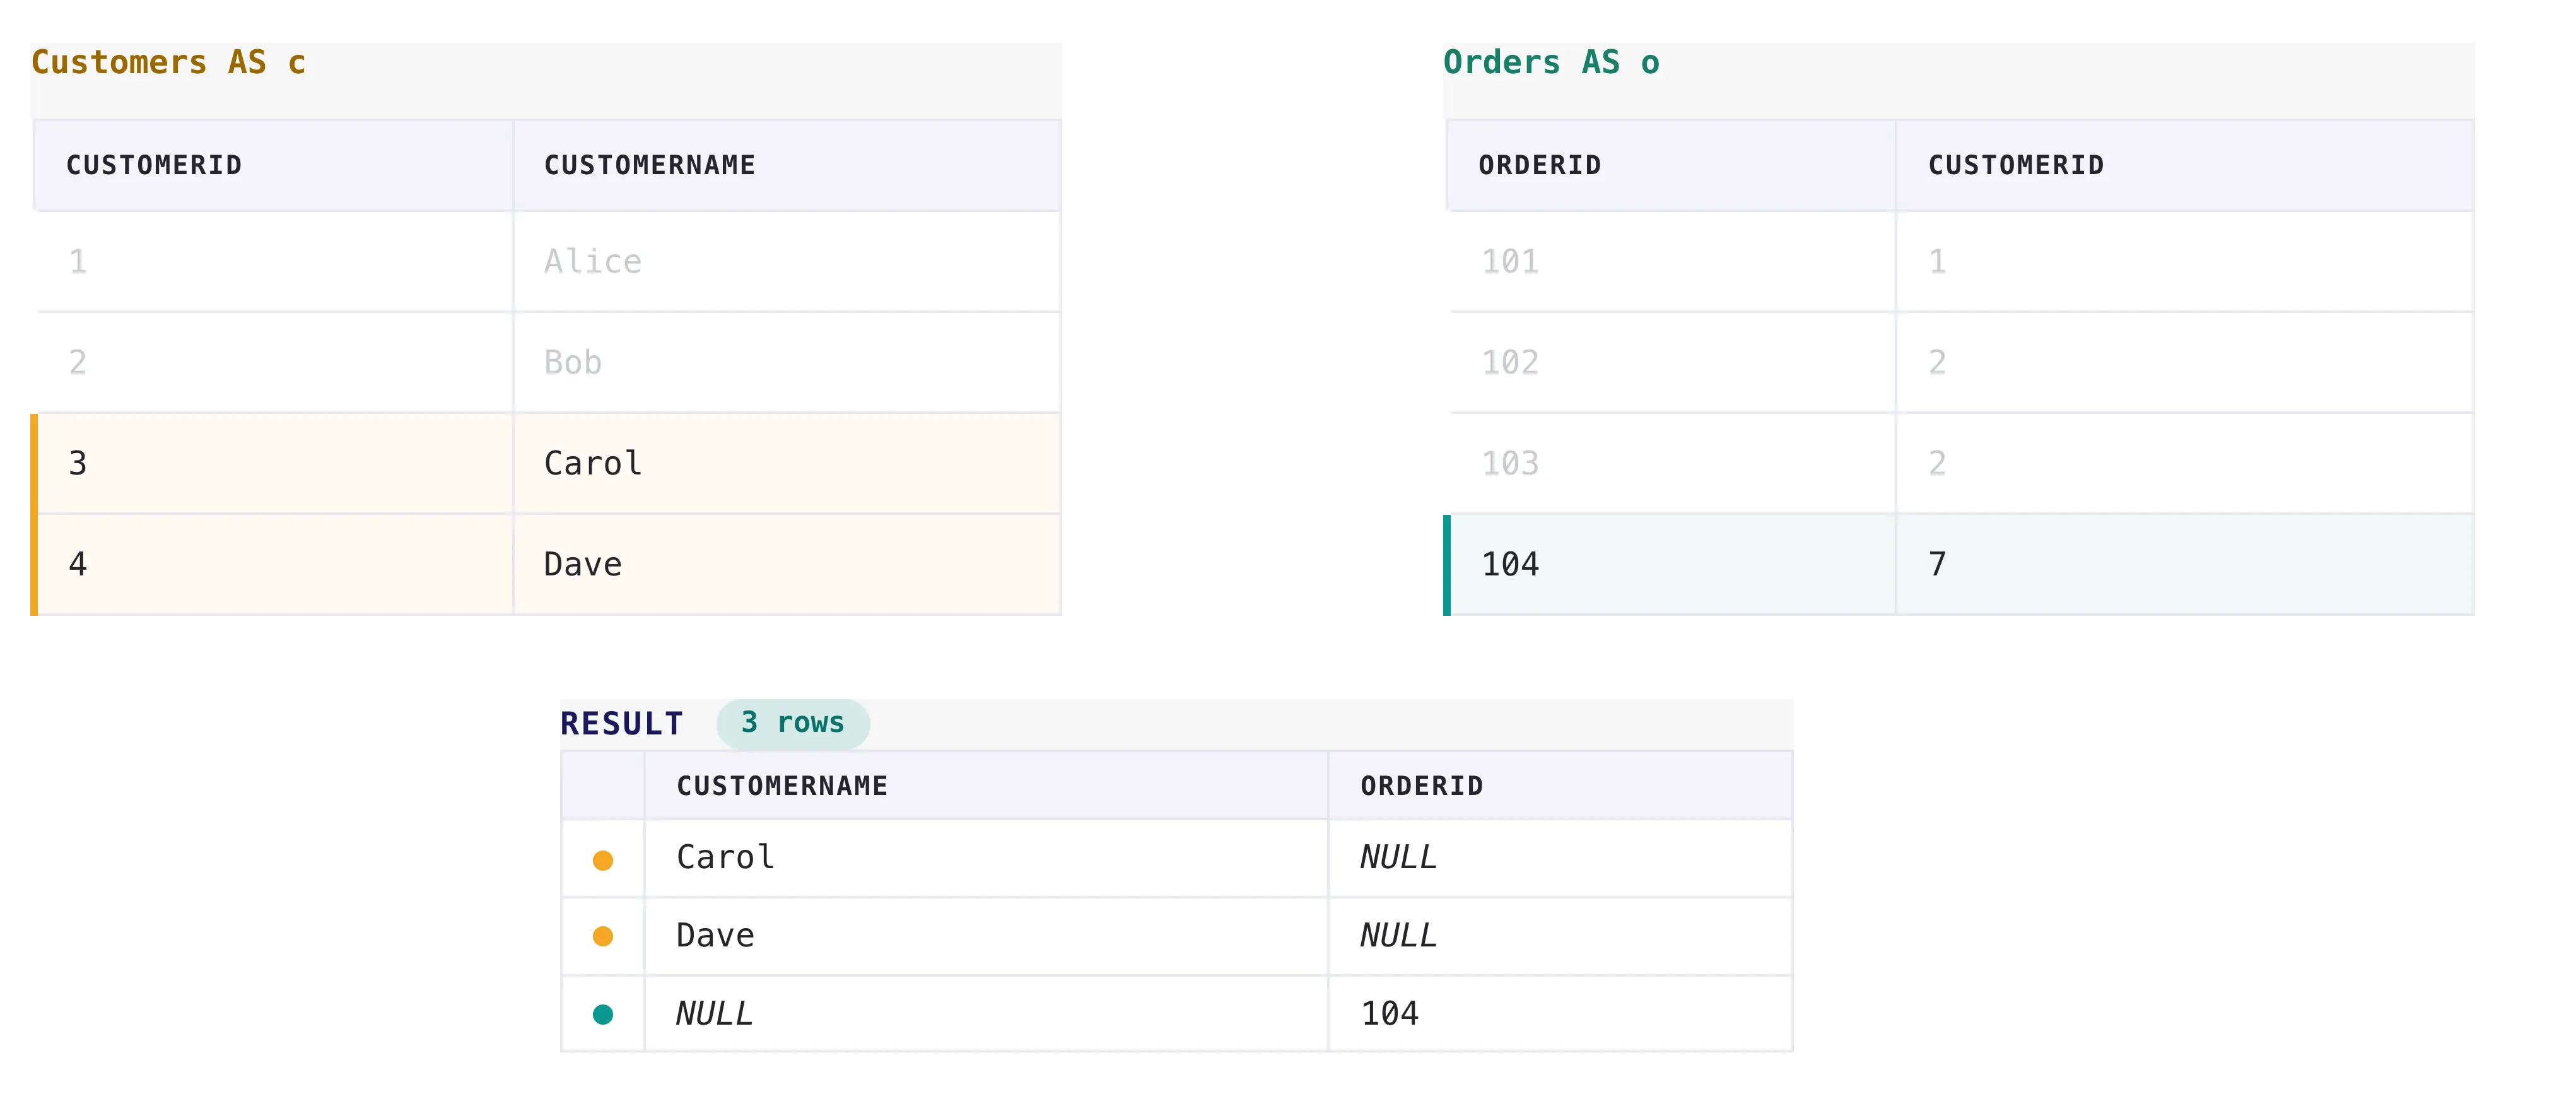 Customers AS c
CUSTOMERID CUSTOMERNAME
1 Alice
2 Bob
3 Carol
4 Dave
Orders AS o
ORDERID CUSTOMERID
101 1
102 2
103 2
104 7
RESULT 3 rows
CUSTOMERNAME ORDERID
Carol NULL
Dave NULL
NULL 104